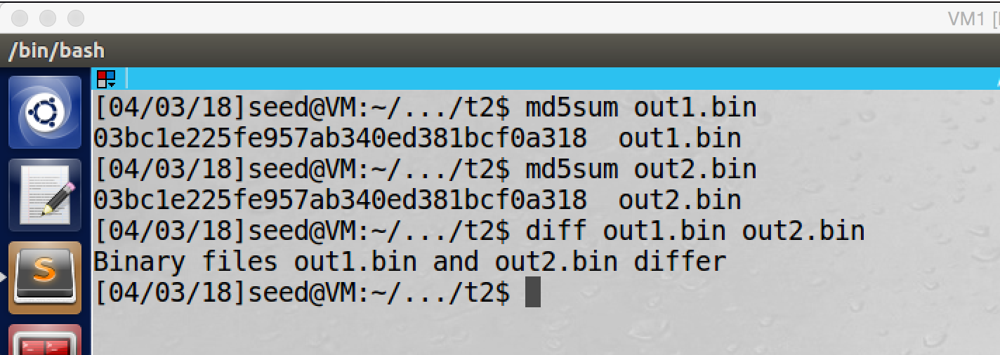 VM1 [
/bin/bash
[04/03/18]seed@VM:~/.../t2$ md5sum out1.bin
03bc1e225fe957ab340ed381bcf0a318  out1.bin
[04/03/18]seed@VM:~/.../t2$ md5sum out2.bin
03bc1e225fe957ab340ed381bcf0a318  out2.bin
[04/03/18]seed@VM:~/.../t2$ diff out1.bin out2.bin
Binary files out1.bin and out2.bin differ
[04/03/18]seed@VM:~/.../t2$